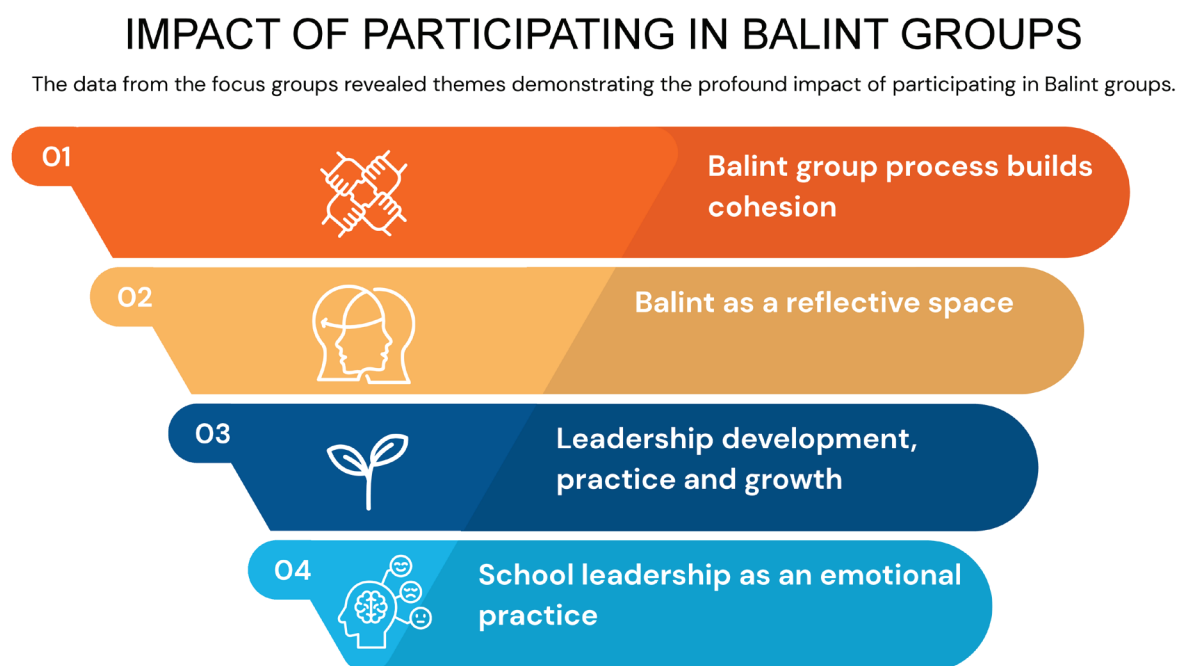 IMPACT OF PARTICIPATING IN BALINT GROUPS
The data from the focus groups revealed themes demonstrating the profound impact of participating in Balint groups.
01
Balint group process builds
cohesion
02
Balint as a reflective space
03
Leadership development,
practice and growth
04
School leadership as an emotional
practice